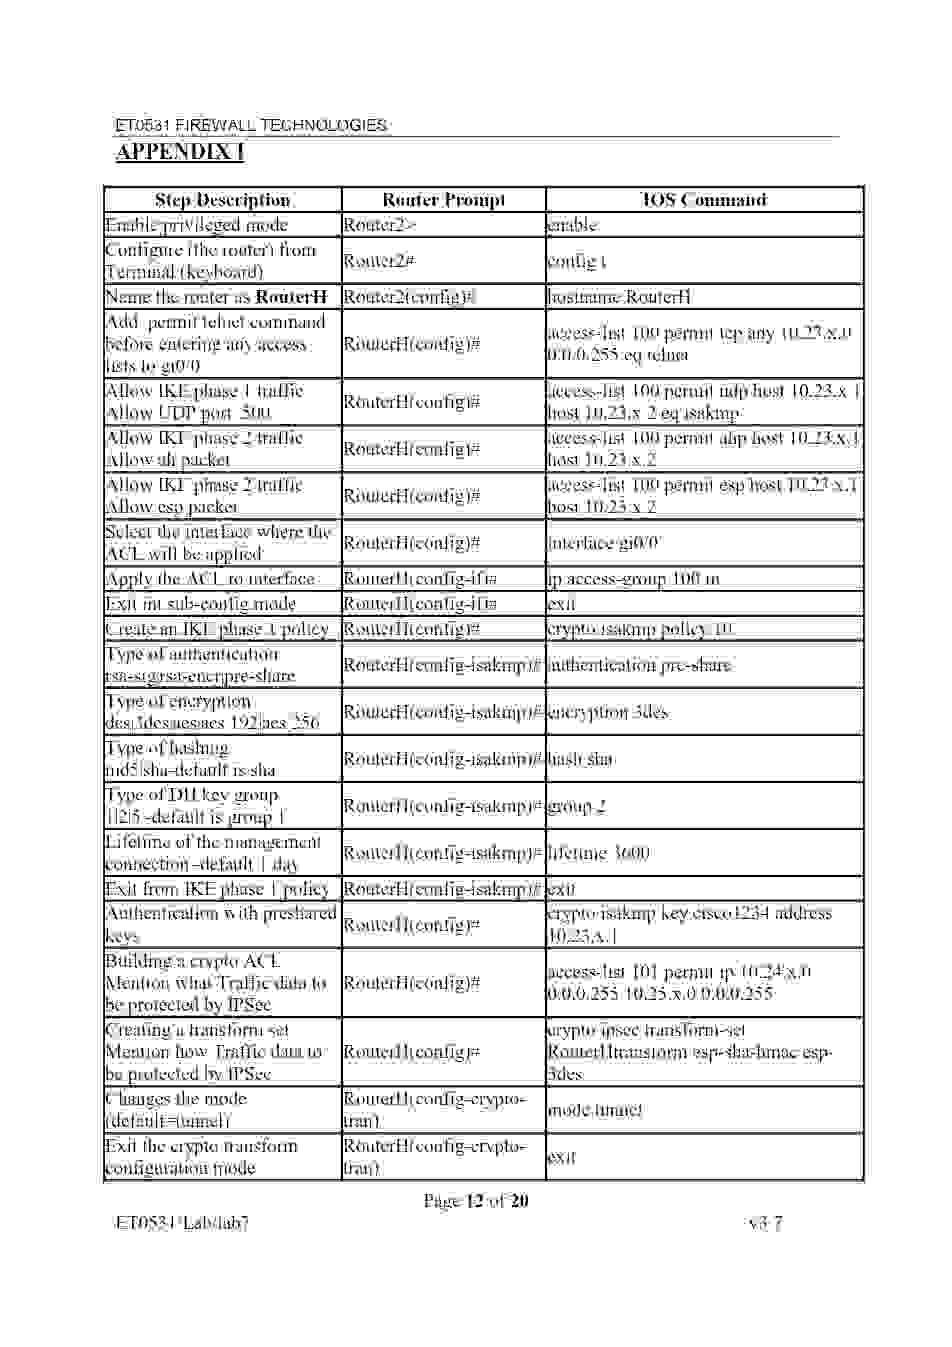 ET0531 FIREWALL TECHNOLOGIES
APPENDIX I
Step Description Router Prompt IOS Command
Enable privileged mode Router2> enable
Configure (the router) from
Terminal (keyboard) Router2# config t
Name the router as RouterH Router2(config)# hostname RouterH
Add permit telnet command
before entering any access
lists to gi0/0 RouterH(config)# access-list 100 permit tcp any 10.23.x.0
0.0.0.255 eq telnet
Allow IKE phase 1 traffic
Allow UDP port 500 RouterH(config)# access-list 100 permit udp host 10.23.x.1
host 10.23.x.2 eq isakmp
Allow IKE phase 2 traffic
Allow ah packet RouterH(config)# access-list 100 permit ahp host 10.23.x.1
host 10.23.x.2
Allow IKE phase 2 traffic
Allow esp packet RouterH(config)# access-list 100 permit esp host 10.23.x.1
host 10.23.x.2
Select the interface where the
ACL will be applied RouterH(config)# interface gi0/0
Apply the ACL to interface RouterH(config-if)# ip access-group 100 in
Exit int sub-config mode RouterH(config-if)# exit
Create an IKE phase 1 policy RouterH(config)# crypto isakmp policy 10
Type of authentication
rsa-sig|rsa-encr|pre-share RouterH(config-isakmp)# authentication pre-share
Type of encryption
des|3des|aes|aes 192|aes 256 RouterH(config-isakmp)# encryption 3des
Type of hashing
md5|sha-default is sha RouterH(config-isakmp)# hash sha
Type of DH key group
1|2|5 -default is group 1 RouterH(config-isakmp)# group 2
Lifetime of the management
connection -default 1 day RouterH(config-isakmp)# lifetime 3600
Exit from IKE phase 1 policy RouterH(config-isakmp)# exit
Authentication with preshared
keys RouterH(config)# crypto isakmp key cisco1234 address
10.23.x.1
Building a crypto ACL
Mention what Traffic data to
be protected by IPSec RouterH(config)# access-list 101 permit ip 10.24.x.0
0.0.0.255 10.25.x.0 0.0.0.255
Creating a transform set
Mention how Traffic data to
be protected by IPSec RouterH(config)# crypto ipsec transform-set
RouterHtransform esp-sha-hmac esp-
3des
Changes the mode
(default=tunnel) RouterH(config-crypto-
tran) mode tunnel
Exit the crypto transform
configuration mode RouterH(config-crypto-
tran) exit
Page 12 of 20
ET0531/Lab/lab7 v3.7